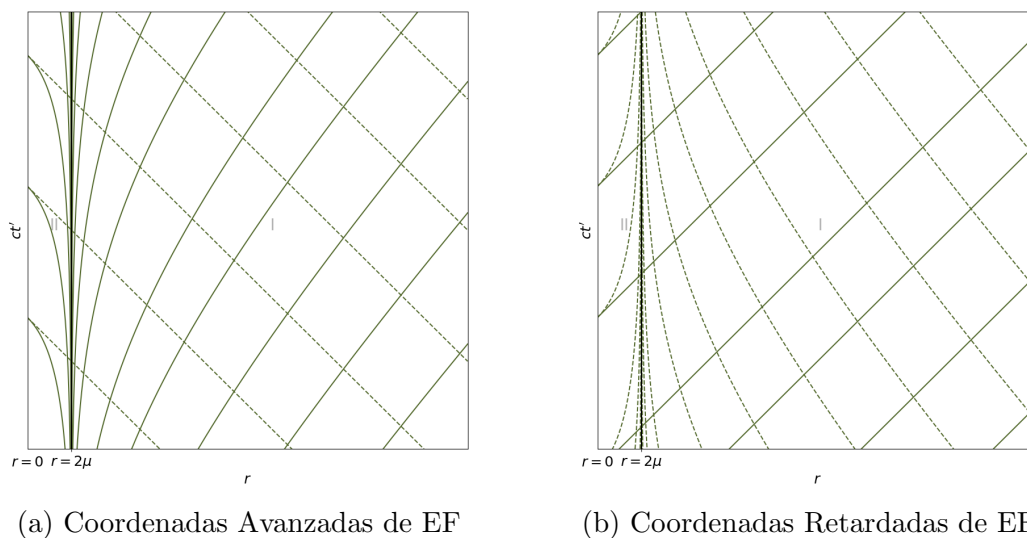 ct′
II
I
r = 0
r = 2μ
r
(a) Coordenadas Avanzadas de EF
ct′
II
I
r = 0
r = 2μ
r
(b) Coordenadas Retardadas de EF